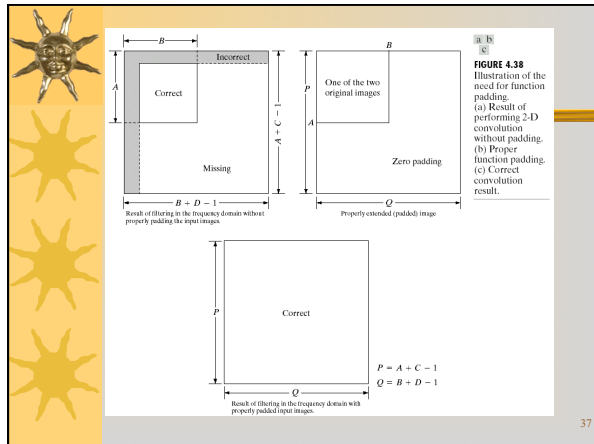 B
Incorrect
A
Correct
A + C − 1
Missing
B + D − 1
Result of filtering in the frequency domain without
properly padding the input images.
B
P
One of the two
original images
A
Zero padding
Q
Properly extended (padded) image
a b
c
FIGURE 4.38
Illustration of the
need for function
padding.
(a) Result of
performing 2-D
convolution
without padding.
(b) Proper
function padding.
(c) Correct
convolution
result.
P
Correct
P = A + C − 1
Q = B + D − 1
Q
Result of filtering in the frequency domain with
properly padded input images.
37